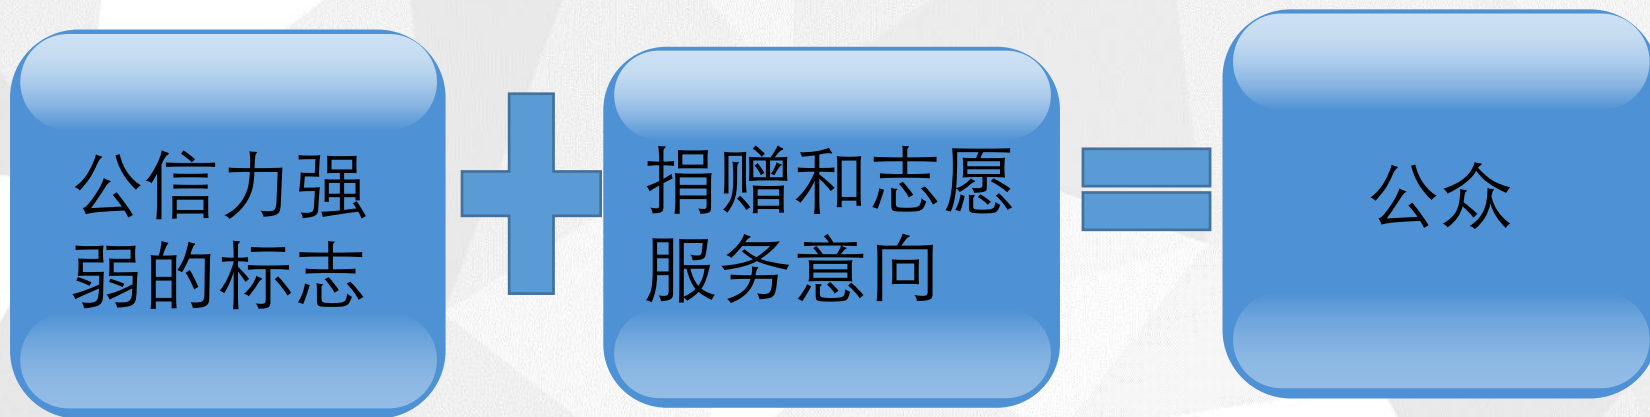 公信力强
弱的标志
捐赠和志愿
服务意向
公众